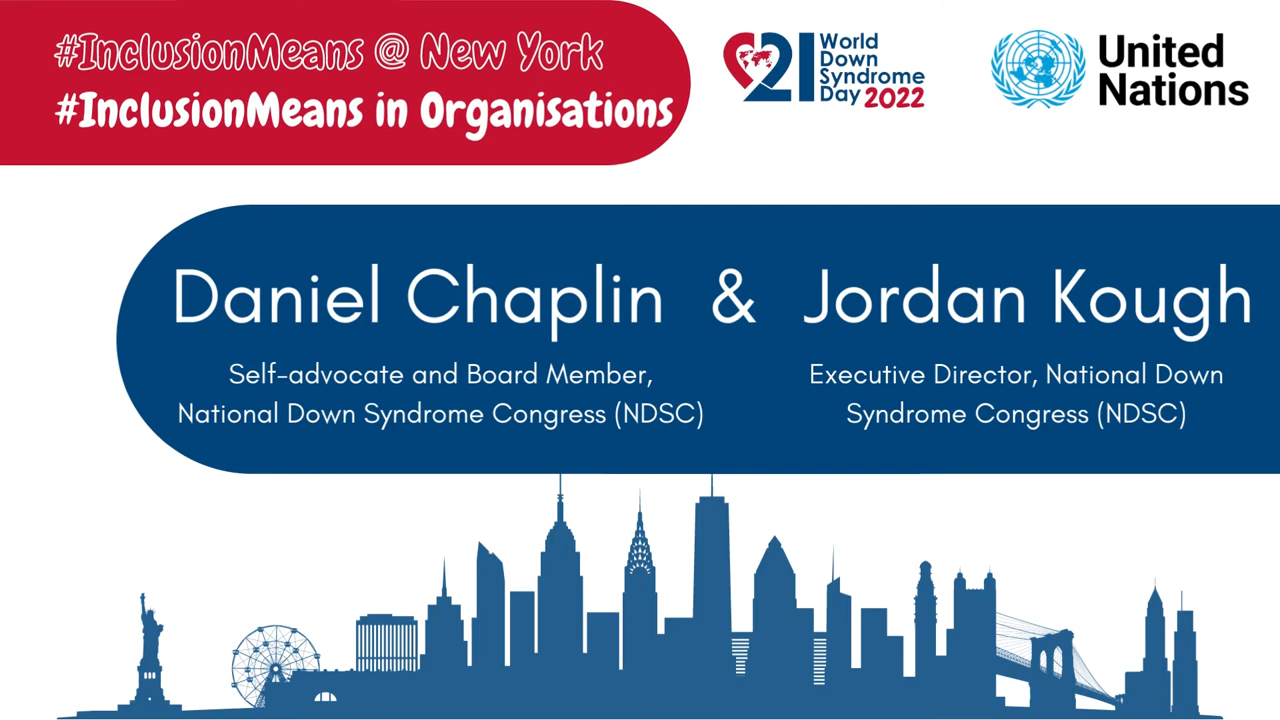 #InclusionMeans @ New York
#InclusionMeans in Organisations
21 World
Down
Syndrome
Day 2022
United
Nations
Daniel Chaplin & Jordan Kough
Self-advocate and Board Member,
National Down Syndrome Congress (NDSC)
Executive Director, National Down
Syndrome Congress (NDSC)